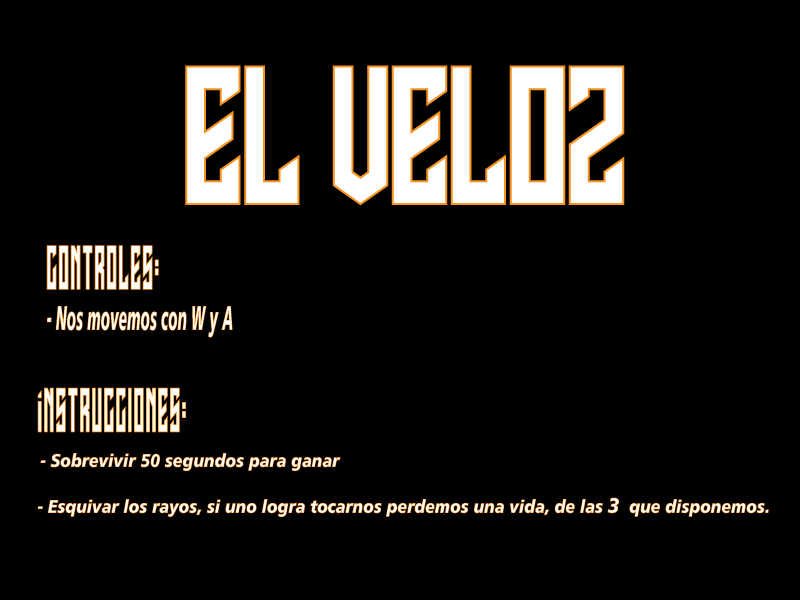 EL VELOZ
CONTROLES:
- Nos movemos con W y A
iNSTRUCCIONES:
- Sobrevivir 50 segundos para ganar
- Esquivar los rayos, si uno logra tocarnos perdemos una vida, de las 3 que disponemos.